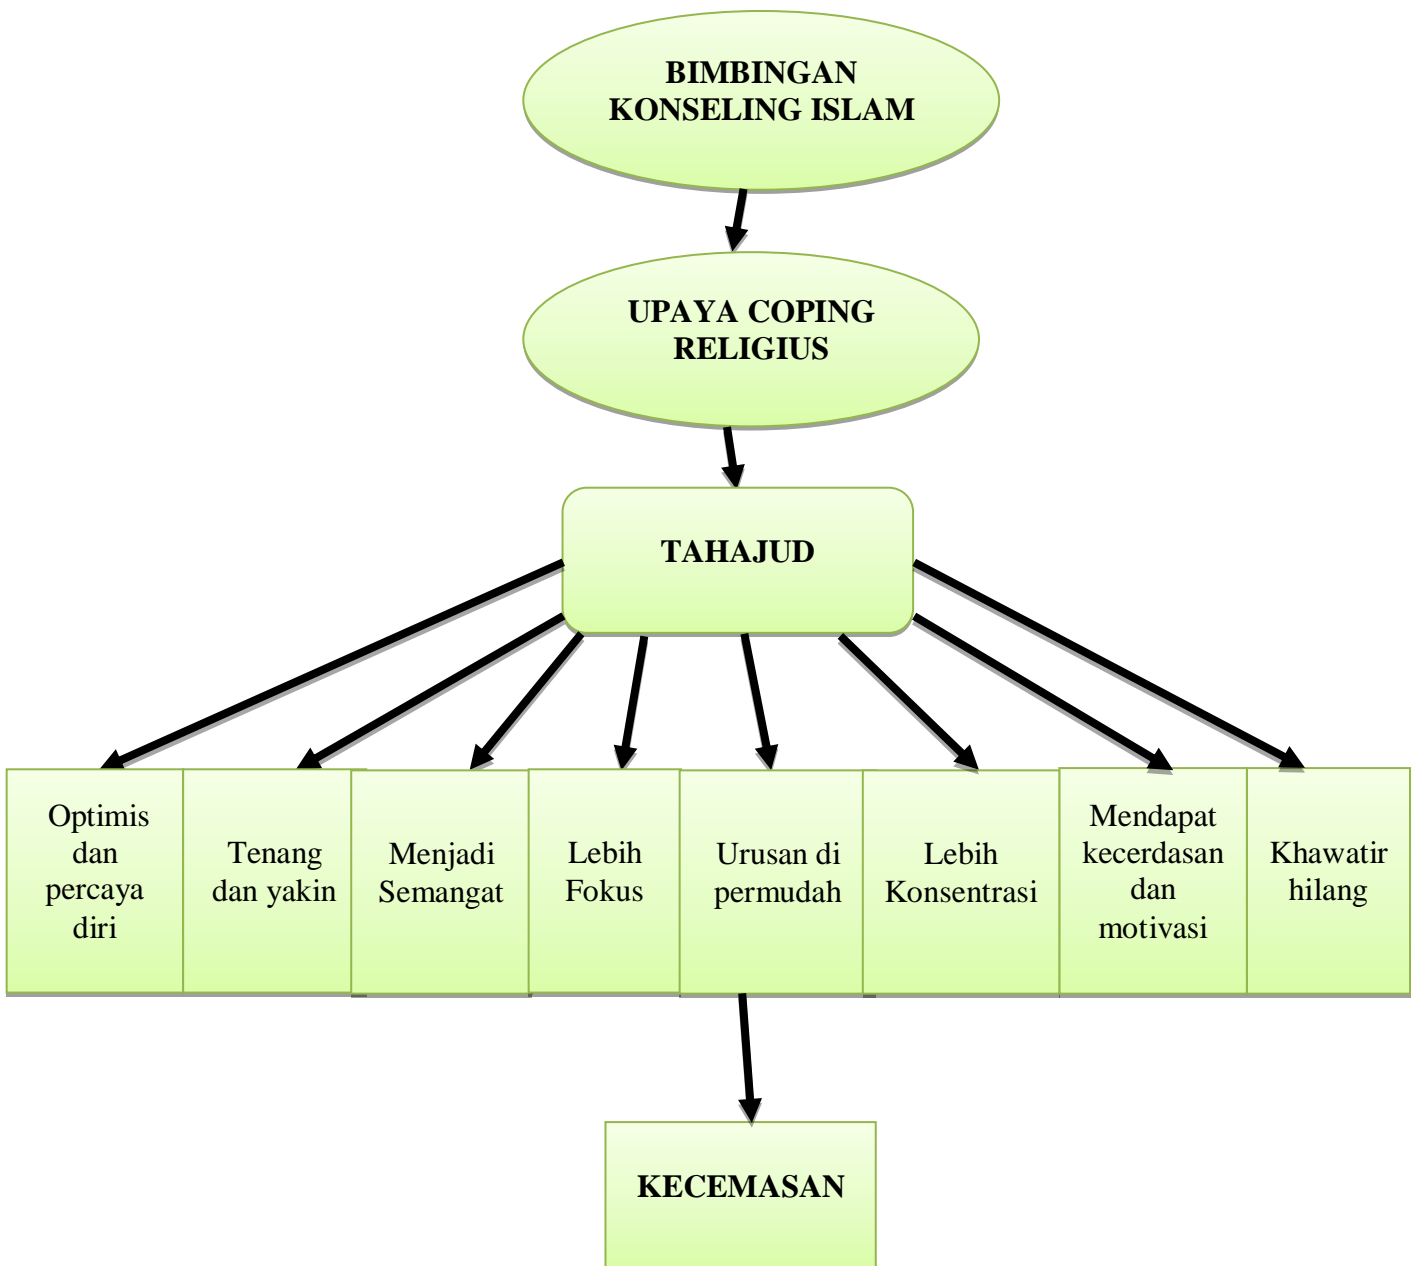 BIMBINGAN
KONSELING ISLAM
UPAYA COPING
RELIGIUS
TAHAJUD
Optimis
dan
percaya
diri
Tenang
dan yakin
Menjadi
Semangat
Lebih
Fokus
Urusan di
permudah
Lebih
Konsentrasi
Mendapat
kecerdasan
dan
motivasi
Khawatir
hilang
KECEMASAN